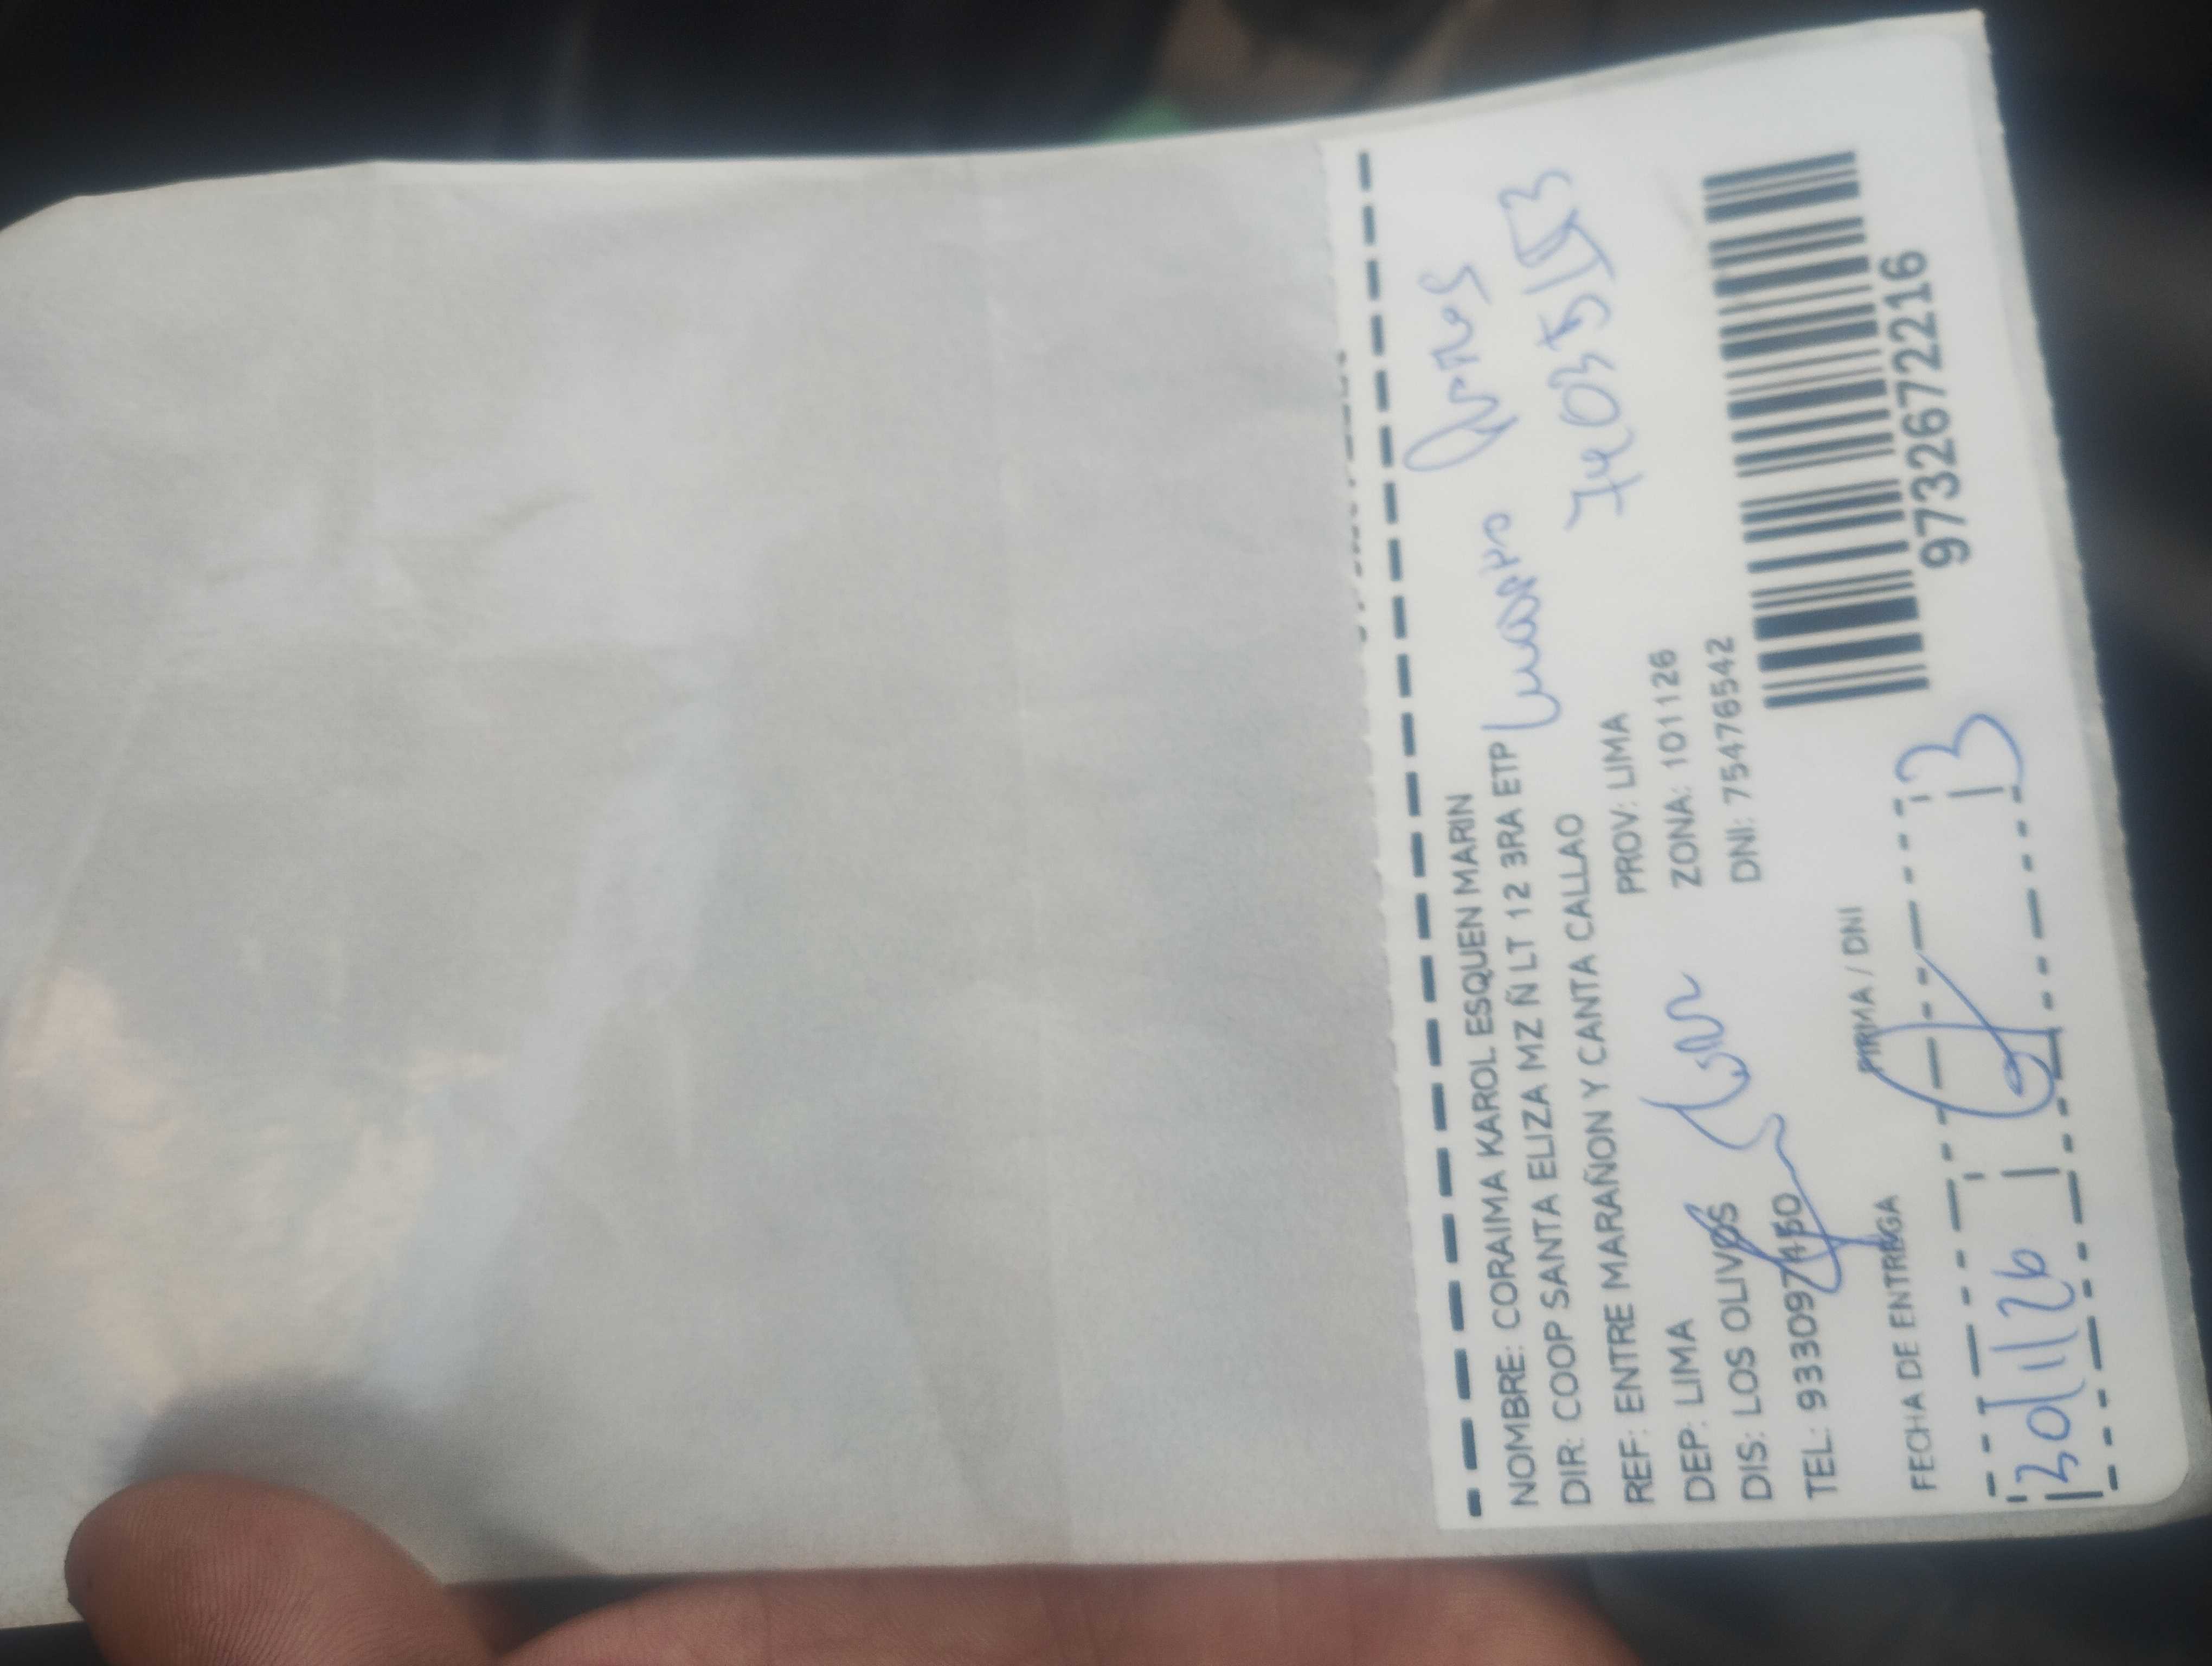 NOMBRE: CORAIMA KAROL ESQUEN MARIN
DIR: COOP SANTA ELIZA MZ Ñ LT 12 3RA ETP
REF: ENTRE MARAÑON Y CANTA CALLAO
DEP: LIMA PROV: LIMA
DIS: LOS OLIVOS ZONA: 101126
TEL: 933097450 DNI: 75476542
FECHA DE ENTREGA FIRMA / DNI
30/1/26
9732672216